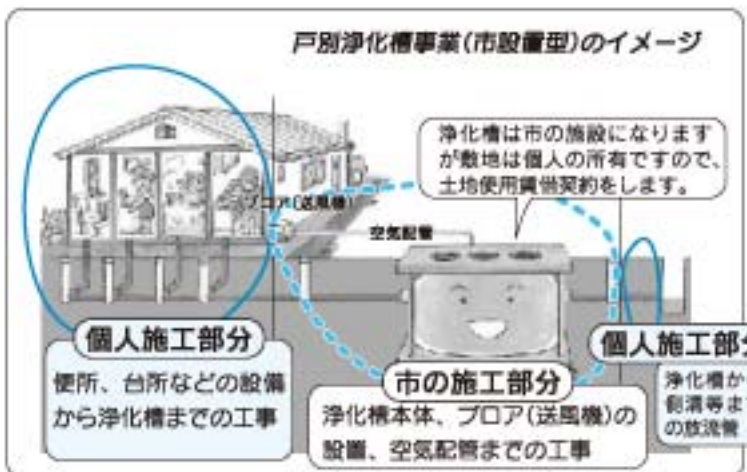 戸別浄化槽事業(市設置型)のイメージ
浄化槽は市の施設になります
が敷地は個人の所有ですので、
土地使用貸借契約をします。
ブロア(送風機)
空気配管
個人施工部分
便所、台所などの設備
から浄化槽までの工事
市の施工部分
浄化槽本体、ブロア(送風機)の
設置、空気配管までの工事
個人施工部分
浄化槽か
側溝等ま
の放流管